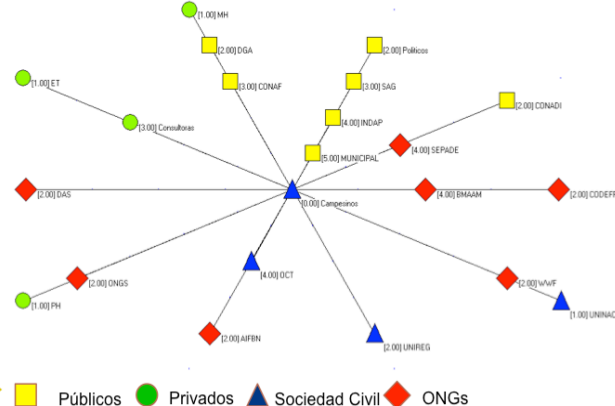 [1.00] MH
[2.00] DGA
[2.00] Politicos
[1.00] ET
[3.00] CONAF
[3.00] SAG
[2.00] CONADI
[3.00] Consultoras
[4.00] INDAP
[4.00] SEPADE
[5.00] MUNICIPAL
[2.00] DAS
[0.00] Campesinos
[4.00] BMAAM
[2.00] CODEFF
[4.00] OCT
[2.00] ONGS
[2.00] WWF
[1.00] PH
[1.00] UNINAC
[2.00] AIFBN
[2.00] UNIREG
Públicos Privados Sociedad Civil ONGs